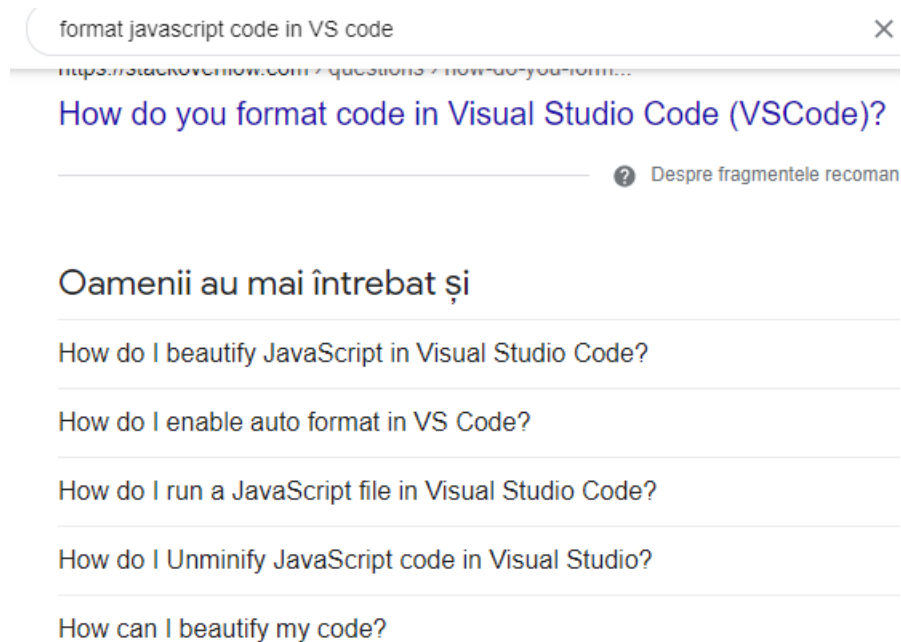 format javascript code in VS code
How do you format code in Visual Studio Code (VSCode)?
Despre fragmentele recoman
Oamenii au mai întrebat și
How do I beautify JavaScript in Visual Studio Code?
How do I enable auto format in VS Code?
How do I run a JavaScript file in Visual Studio Code?
How do I Unminify JavaScript code in Visual Studio?
How can I beautify my code?